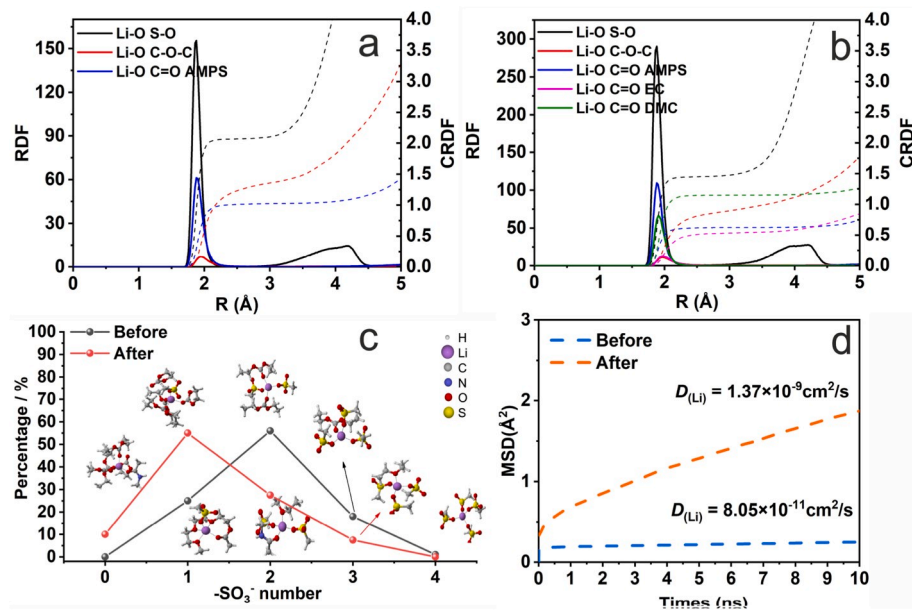 a
Li-O S-O
Li-O C-O-C
Li-O C=O AMPS
RDF
150
120
90
60
30
0
CRDF
4.0
3.5
3.0
2.5
2.0
1.5
1.0
0.5
0.0
0 1 2 3 4 5
R (Å)
b
Li-O S-O
Li-O C-O-C
Li-O C=O AMPS
Li-O C=O EC
Li-O C=O DMC
RDF
300
250
200
150
100
50
0
CRDF
4.0
3.5
3.0
2.5
2.0
1.5
1.0
0.5
0.0
0 1 2 3 4 5
R (Å)
c
Before
After
H
Li
C
N
O
S
Percentage / %
100
90
80
70
60
50
40
30
20
10
0
0 1 2 3 4
-SO₃⁻ number
d
Before
After
D(Li) = 1.37×10⁻⁹cm²/s
D(Li) = 8.05×10⁻¹¹cm²/s
MSD(Å²)
3
2
1
0
0 1 2 3 4 5 6 7 8 9 10
Times (ns)